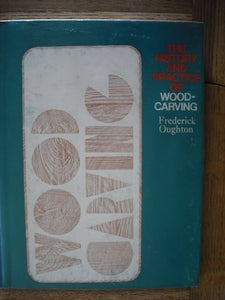 THE
HISTORY AND
PRACTICE
OF
WOOD-
CARVING
Frederick
Oughton
WOOD
CARVING